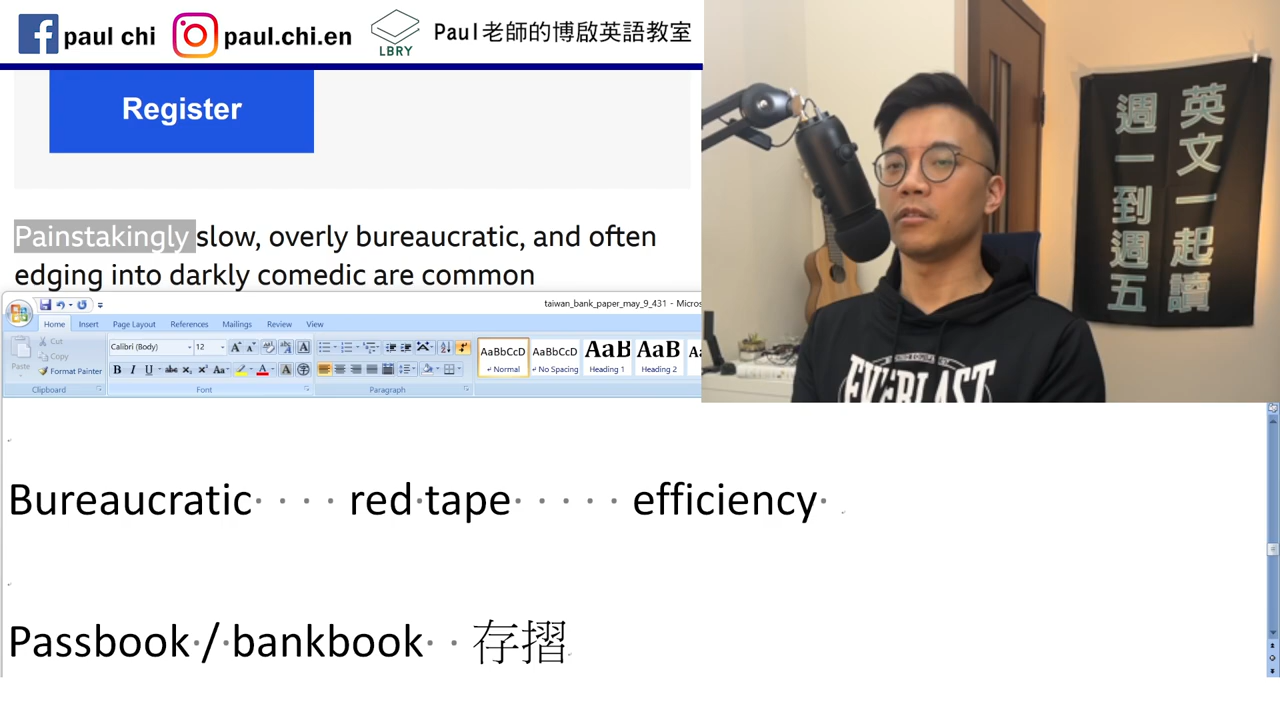 paul chi
paul.chi.en
LBRY
Paul老師的博啟英語教室
Register
Painstakingly slow, overly bureaucratic, and often
edging into darkly comedic are common
taiwan_bank_paper_may_9_431 - Micros
Home Insert Page Layout References Mailings Review View
Cut
Copy
Paste
Format Painter
Calibri (Body) 12
AaBbCcD AaBbCcD AaBb AaBb
Normal No Spacing Heading 1 Heading 2
Clipboard Font Paragraph
Bureaucratic red tape efficiency
Passbook / bankbook 存摺
英文一起讀
週一到週五
EVERLAST